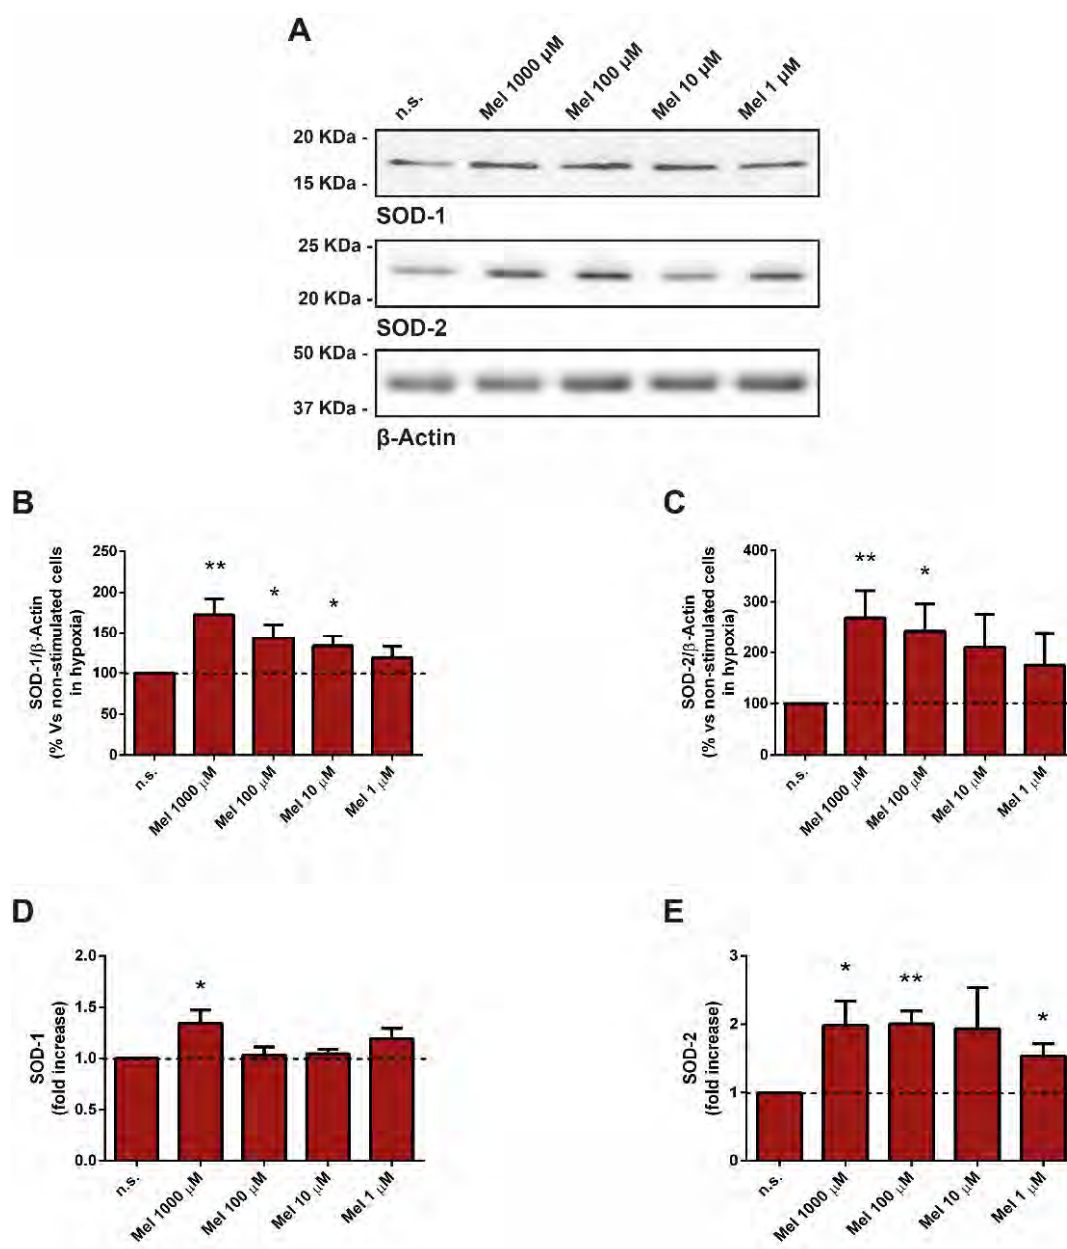 A
n.s.
Mel 1000 µM
Mel 100 µM
Mel 10 µM
Mel 1 µM
20 KDa -
15 KDa -
SOD-1
25 KDa -
20 KDa -
SOD-2
50 KDa -
37 KDa -
β-Actin
B
SOD-1/β-Actin
(% Vs non-stimulated cells
in hypoxia)
250
200
150
100
50
0
**
*
*
n.s.
Mel 1000 µM
Mel 100 µM
Mel 10 µM
Mel 1 µM
C
SOD-2/β-Actin
(% vs non-stimulated cells
in hypoxia)
400
300
200
100
0
**
*
n.s.
Mel 1000 µM
Mel 100 µM
Mel 10 µM
Mel 1 µM
D
SOD-1
(fold increase)
2.0
1.5
1.0
0.5
0.0
*
n.s.
Mel 1000 µM
Mel 100 µM
Mel 10 µM
Mel 1 µM
E
SOD-2
(fold increase)
3
2
1
0
*
**
*
n.s.
Mel 1000 µM
Mel 100 µM
Mel 10 µM
Mel 1 µM